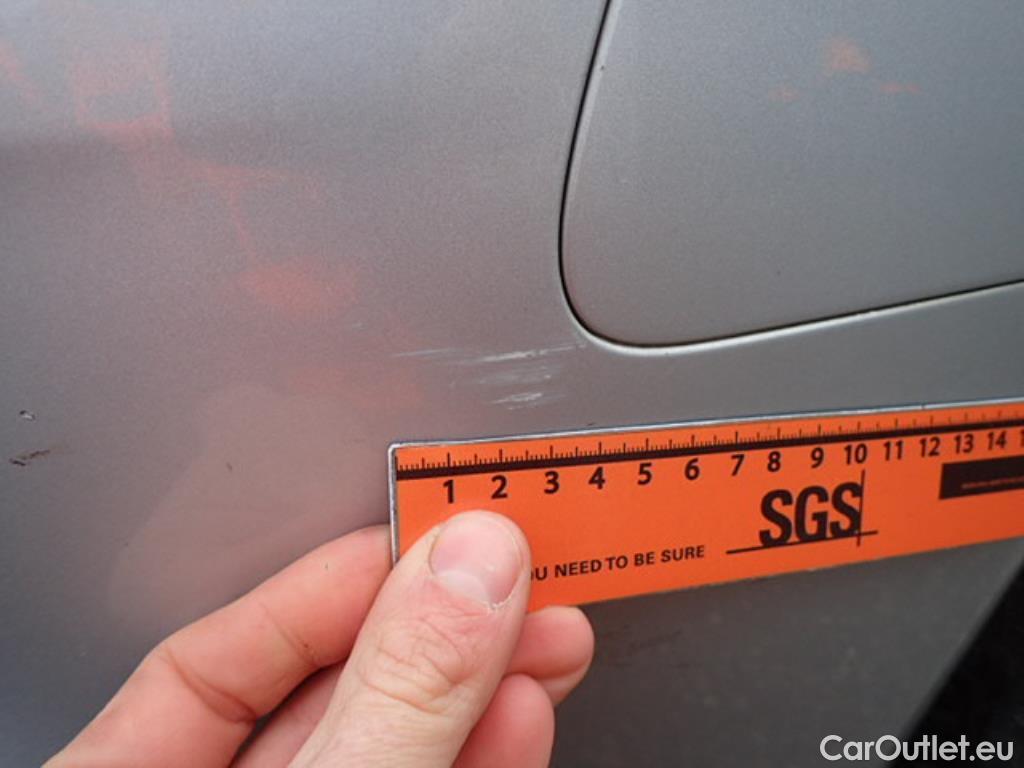 1 2 3 4 5 6 7 8 9 10 11 12 13 14
SGS
U NEED TO BE SURE
CarOutlet.eu